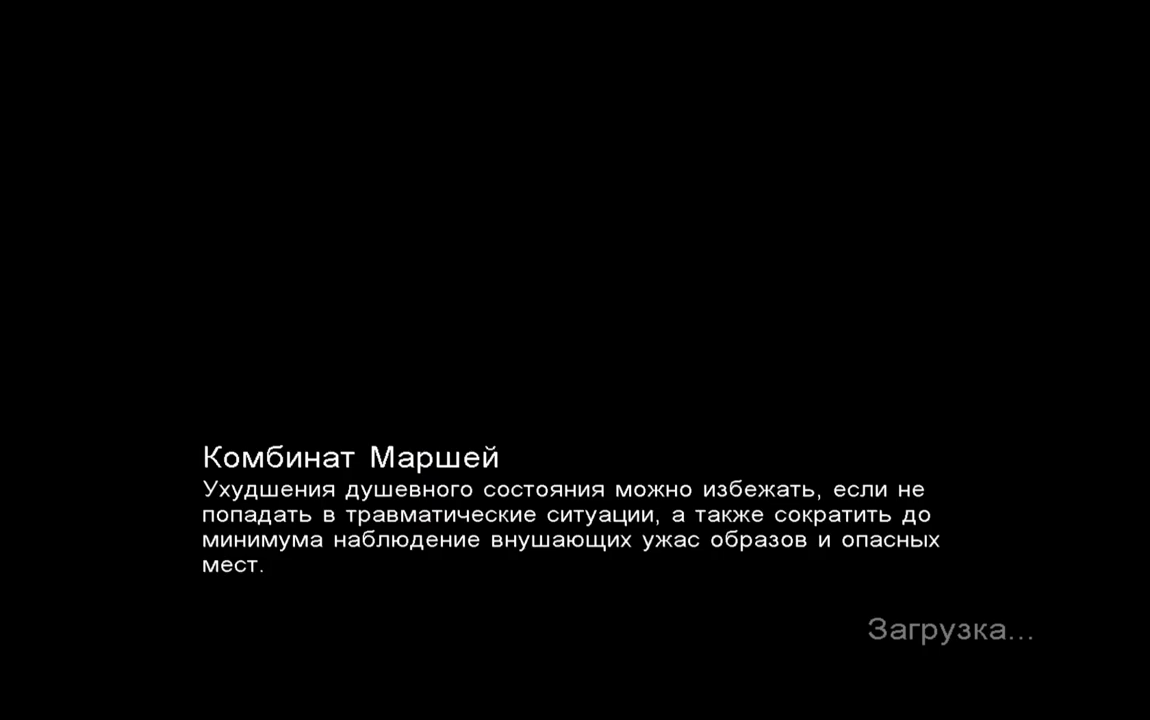 Комбинат Маршей
Ухудшения душевного состояния можно избежать, если не
попадать в травматические ситуации, а также сократить до
минимума наблюдение внушающих ужас образов и опасных
мест.
Загрузка...